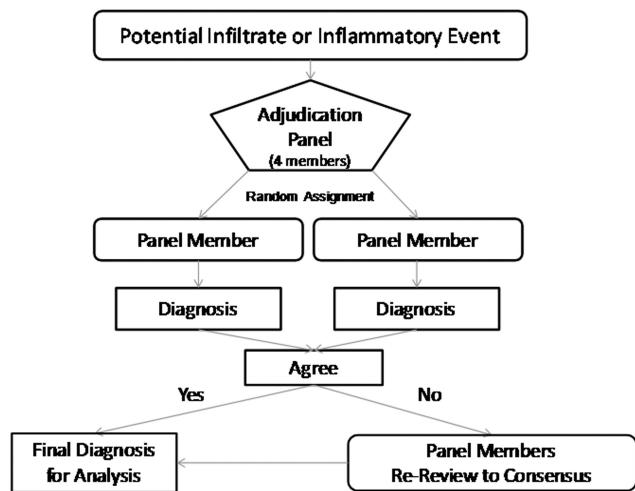 Potential Infiltrate or Inflammatory Event
Adjudication
Panel
(4 members)
Random Assignment
Panel Member
Panel Member
Diagnosis
Diagnosis
Agree
Yes
No
Final Diagnosis
for Analysis
Panel Members
Re-Review to Consensus